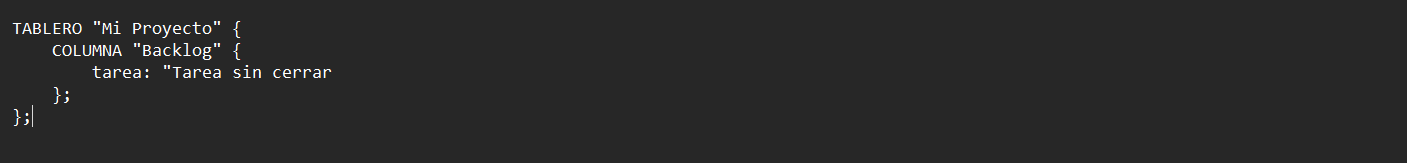 TABLERO "Mi Proyecto" {
    COLUMNA "Backlog" {
        tarea: "Tarea sin cerrar
    };
};